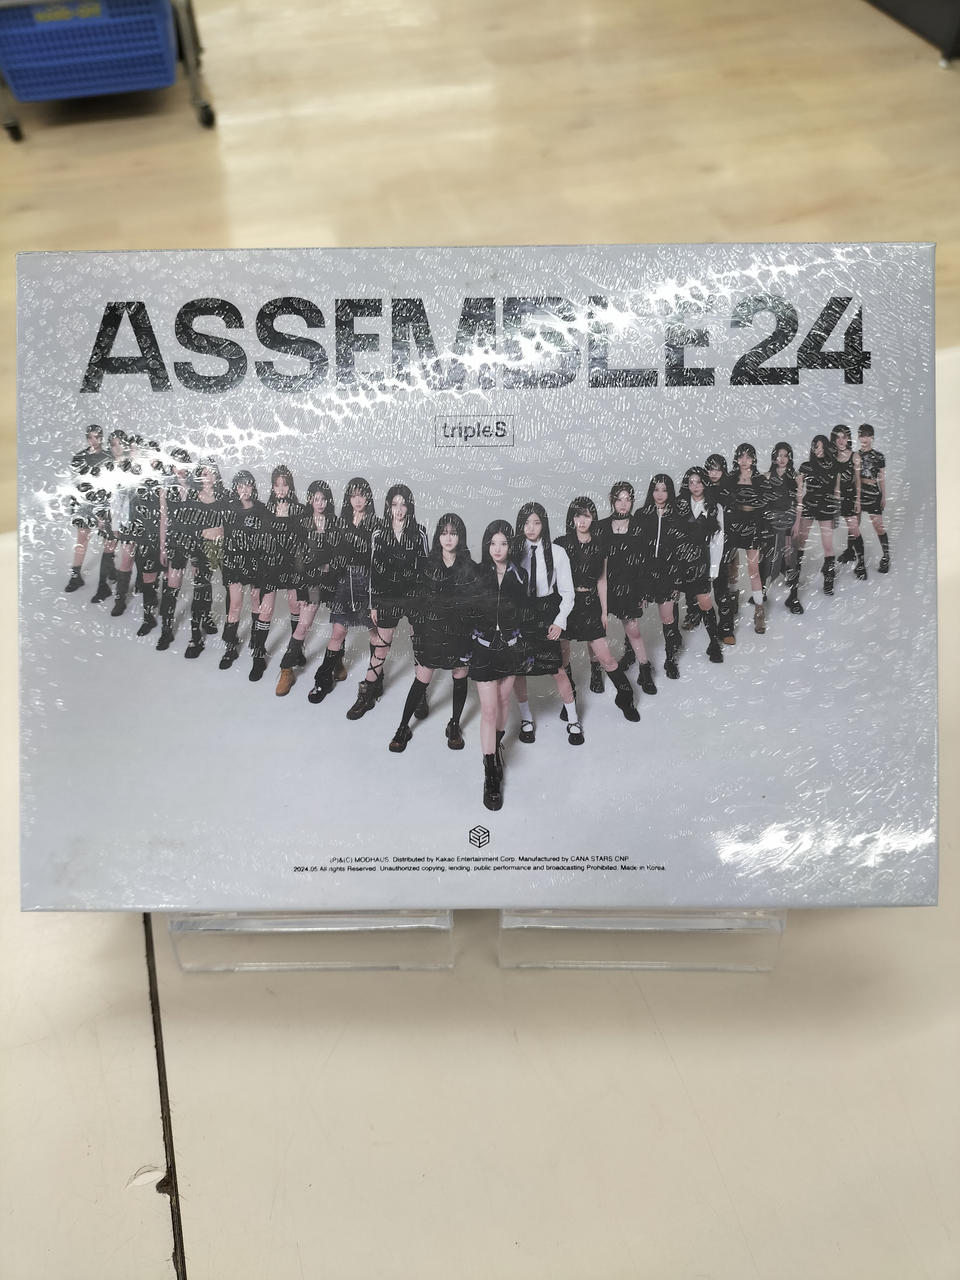 ASSEMBLE24
tripleS
(P)&(C) MODHAUS. Distributed by Kakao Entertainment Corp. Manufactured by CANA STARS CNP
2024.05 All rights Reserved. Unauthorized copying, lending, public performance and broadcasting Prohibited. Made in Korea.